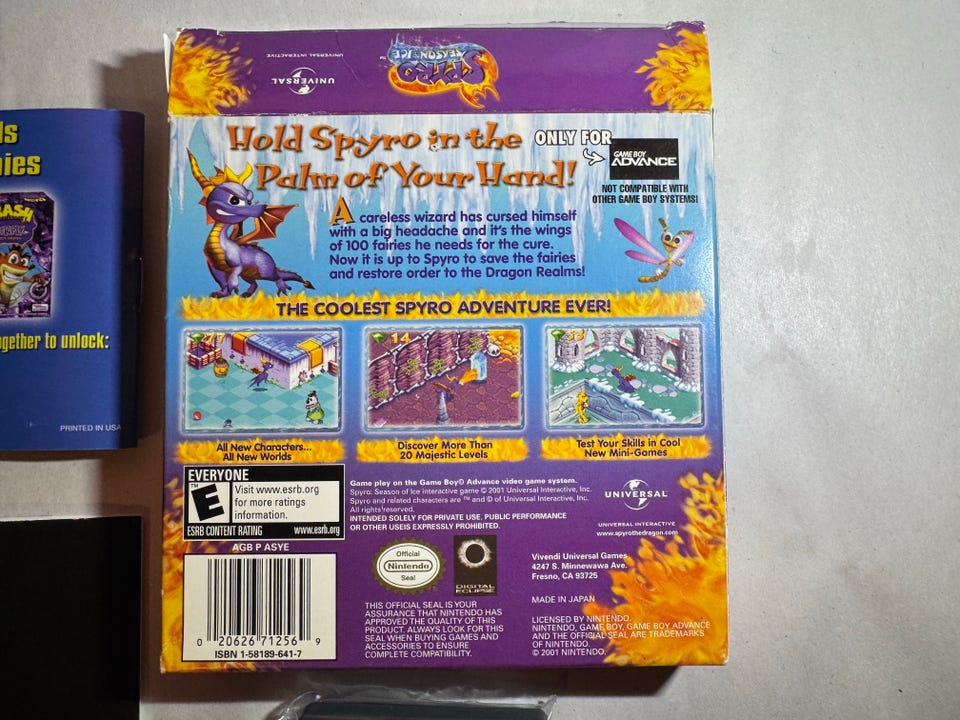 UNIVERSAL INTERACTIVE
UNIVERSAL
SPYRO
SEASON OF ICE
Hold Spyro in the
Palm of Your Hand!
ONLY FOR
GAME BOY
ADVANCE
NOT COMPATIBLE WITH
OTHER GAME BOY SYSTEMS!
A careless wizard has cursed himself
with a big headache and it's the wings
of 100 fairies he needs for the cure.
Now it is up to Spyro to save the fairies
and restore order to the Dragon Realms!
THE COOLEST SPYRO ADVENTURE EVER!
14
All New Characters...
All New Worlds
Discover More Than
20 Majestic Levels
Test Your Skills in Cool
New Mini-Games
EVERYONE
E
Visit www.esrb.org
for more ratings
information.
ESRB CONTENT RATING www.esrb.org
Game play on the Game Boy® Advance video game system.
Spyro: Season of Ice interactive game © 2001 Universal Interactive, Inc.
Spyro and related characters are ™ and © of Universal Interactive, Inc.
All rights reserved.
INTENDED SOLELY FOR PRIVATE USE. PUBLIC PERFORMANCE
OR OTHER USE IS EXPRESSLY PROHIBITED.
UNIVERSAL
UNIVERSAL INTERACTIVE
www.spyrothedragon.com
AGB P ASYE
0 20626 71256 9
ISBN 1-58189-641-7
Official
Nintendo
Seal
DIGITAL
ECLIPSE
THIS OFFICIAL SEAL IS YOUR
ASSURANCE THAT NINTENDO HAS
APPROVED THE QUALITY OF THIS
PRODUCT. ALWAYS LOOK FOR THIS
SEAL WHEN BUYING GAMES AND
ACCESSORIES TO ENSURE
COMPLETE COMPATIBILITY.
Vivendi Universal Games
4247 S. Minnewawa Ave.
Fresno, CA 93725
MADE IN JAPAN
LICENSED BY NINTENDO.
NINTENDO, GAME BOY, GAME BOY ADVANCE
AND THE OFFICIAL SEAL ARE TRADEMARKS
OF NINTENDO.
© 2001 NINTENDO.
ls
nies
RASH
ogether to unlock:
PRINTED IN USA